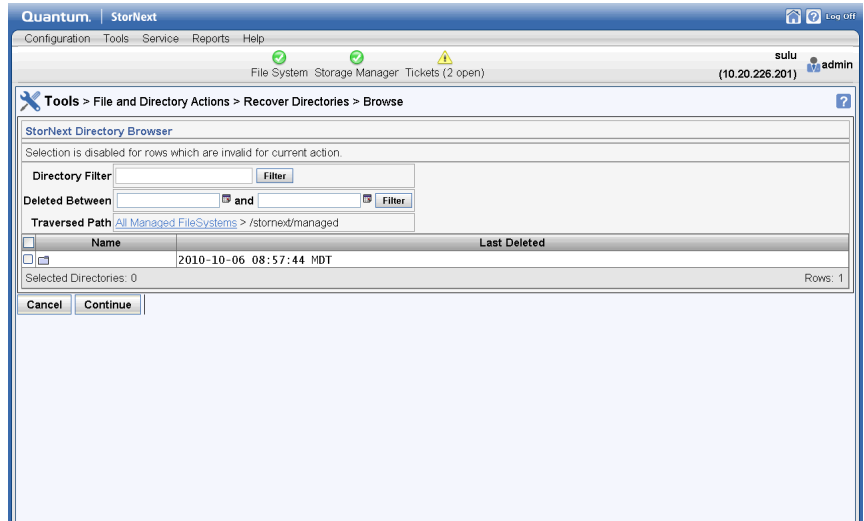 Quantum. | StorNext Log Off
Configuration Tools Service Reports Help
File System Storage Manager Tickets (2 open)
sulu
(10.20.226.201)
admin
Tools > File and Directory Actions > Recover Directories > Browse ?
StorNext Directory Browser
Selection is disabled for rows which are invalid for current action.
Directory Filter Filter
Deleted Between and Filter
Traversed Path All Managed FileSystems > /stornext/managed
Name Last Deleted
2010-10-06 08:57:44 MDT
Selected Directories: 0 Rows: 1
Cancel Continue